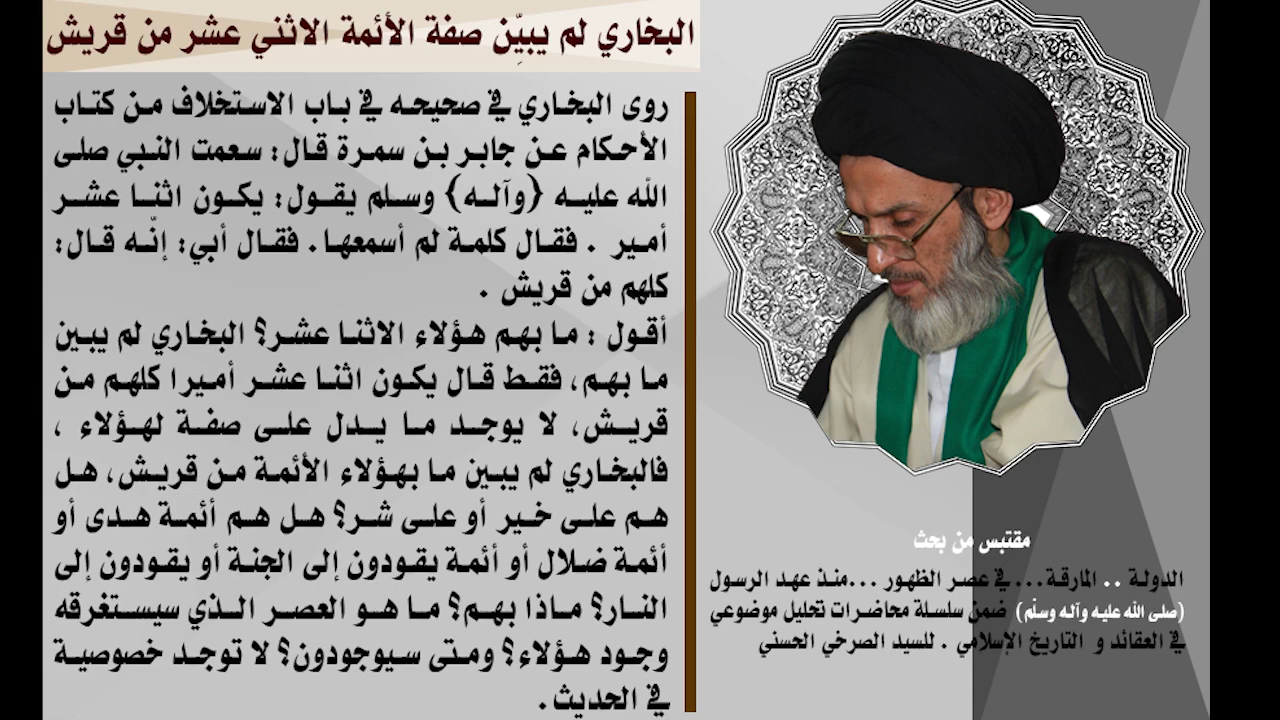 البخاري لم يبيِّن صفة الأئمة الاثني عشر من قريش
روى البخاري في صحيحه في باب الاستخلاف من كتاب
الأحكام عن جابر بن سمرة قال: سعمت النبي صلى
الله عليه (وآله) وسلم يقول: يكون اثنا عشر
أمير . فقال كلمة لم أسمعها. فقال أبي: إنّه قال:
كلهم من قريش .
أقول : ما بهم هؤلاء الاثنا عشر؟ البخاري لم يبين
ما بهم، فقط قال يكون اثنا عشر أميرا كلهم من
قريش، لا يوجد ما يدل على صفة لهؤلاء ،
فالبخاري لم يبين ما بهؤلاء الأئمة من قريش، هل
هم على خير أو على شر؟ هل هم أئمة هدى أو
أئمة ضلال أو أئمة يقودون إلى الجنة أو يقودون إلى
النار؟ ماذا بهم؟ ما هو العصر الذي سيستغرقه
وجود هؤلاء؟ ومتى سيوجودون؟ لا توجد خصوصية
في الحديث.
مقتبس من بحث
الدولة .. المارقة...في عصر الظهور ...منذ عهد الرسول
(صلى الله عليه وآله وسلّم) ضمن سلسلة محاضرات تحليل موضوعي
في العقائد و التاريخ الإسلامي . للسيد الصرخي الحسني